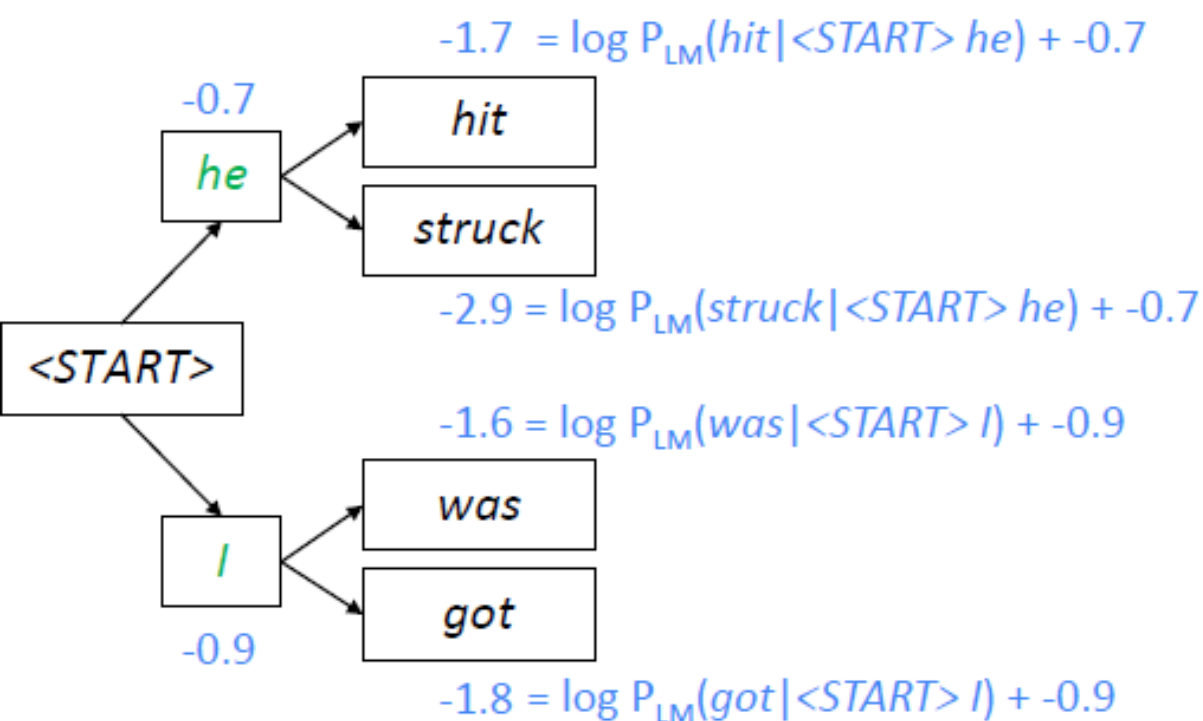 -1.7 = log P_LM(hit|<START> he) + -0.7
-0.7
hit
he
struck
-2.9 = log P_LM(struck|<START> he) + -0.7
<START>
-1.6 = log P_LM(was|<START> I) + -0.9
was
I
got
-0.9
-1.8 = log P_LM(got|<START> I) + -0.9